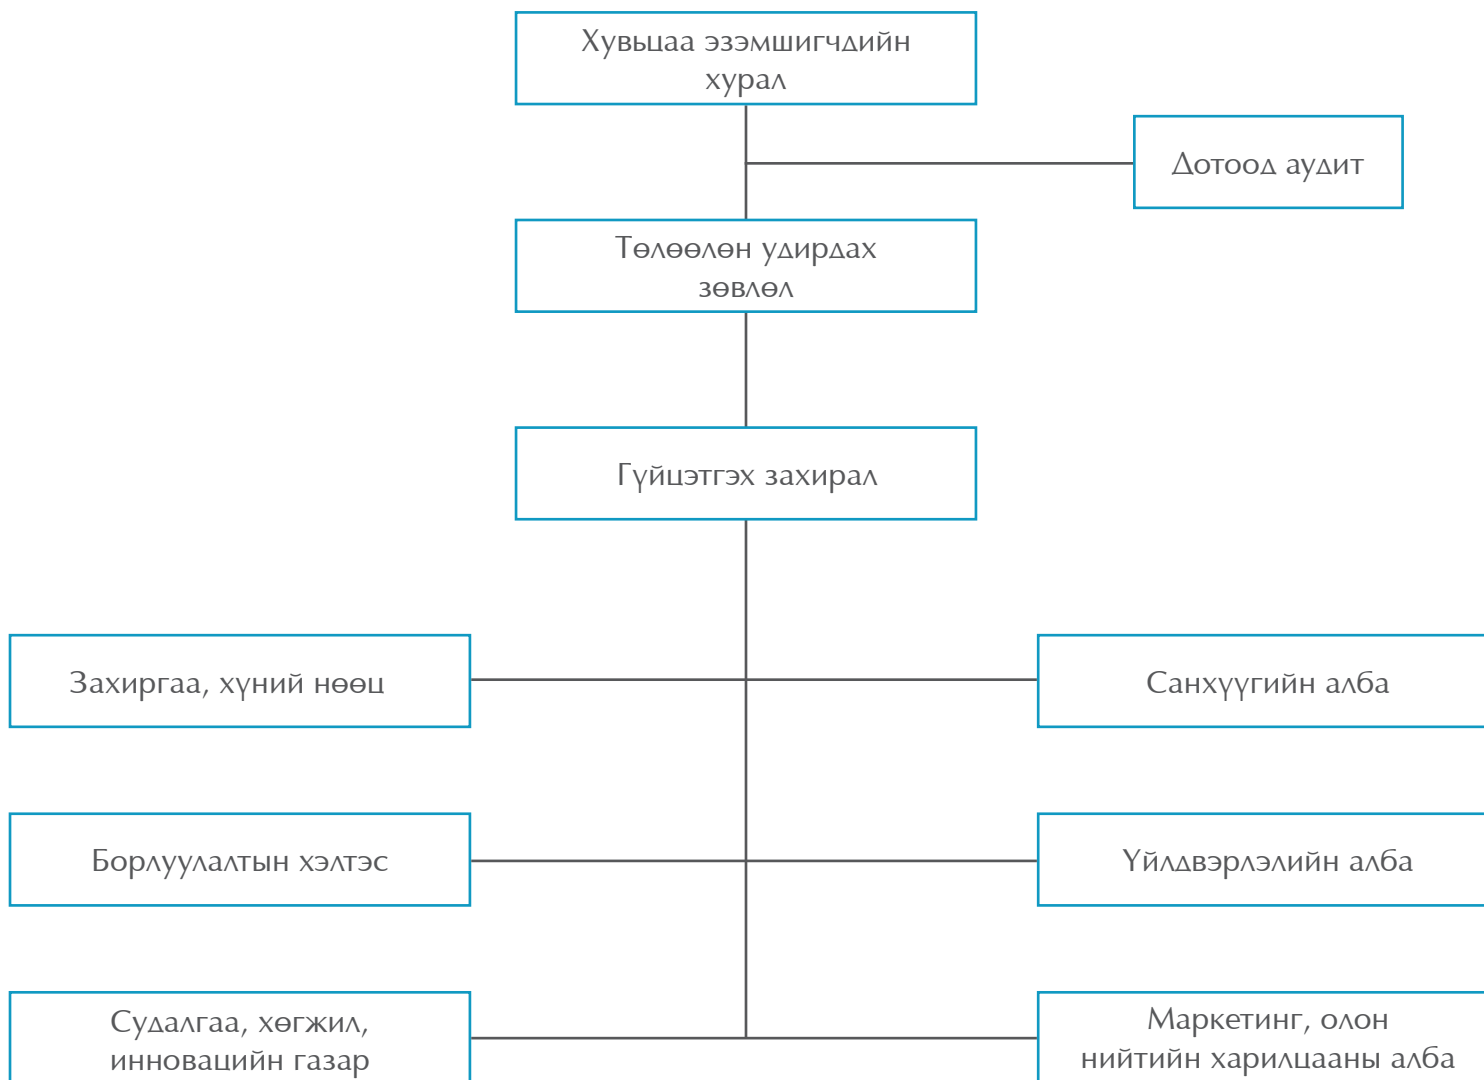 Хувьцаа эзэмшигчдийн
хурал
Дотоод аудит
Төлөөлөн удирдах
зөвлөл
Гүйцэтгэх захирал
Захиргаа, хүний нөөц
Санхүүгийн алба
Борлуулалтын хэлтэс
Үйлдвэрлэлийн алба
Судалгаа, хөгжил,
инновацийн газар
Маркетинг, олон
нийтийн харилцааны алба